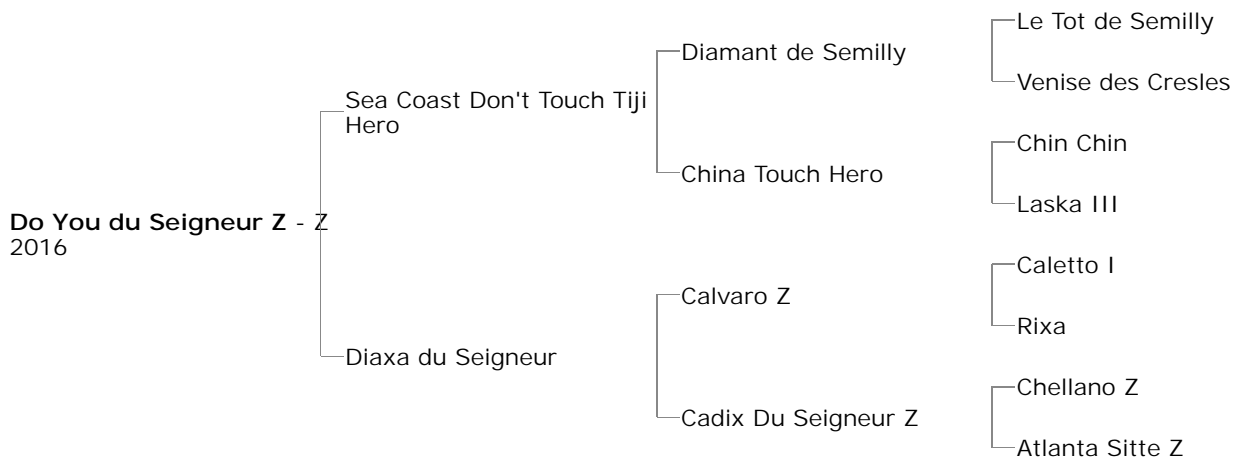 Le Tot de Semilly
Diamant de Semilly
Venise des Cresles
Sea Coast Don't Touch Tiji
Hero
Chin Chin
China Touch Hero
Laska III
Do You du Seigneur Z - Z
2016
Caletto I
Calvaro Z
Rixa
Diaxa du Seigneur
Chellano Z
Cadix Du Seigneur Z
Atlanta Sitte Z